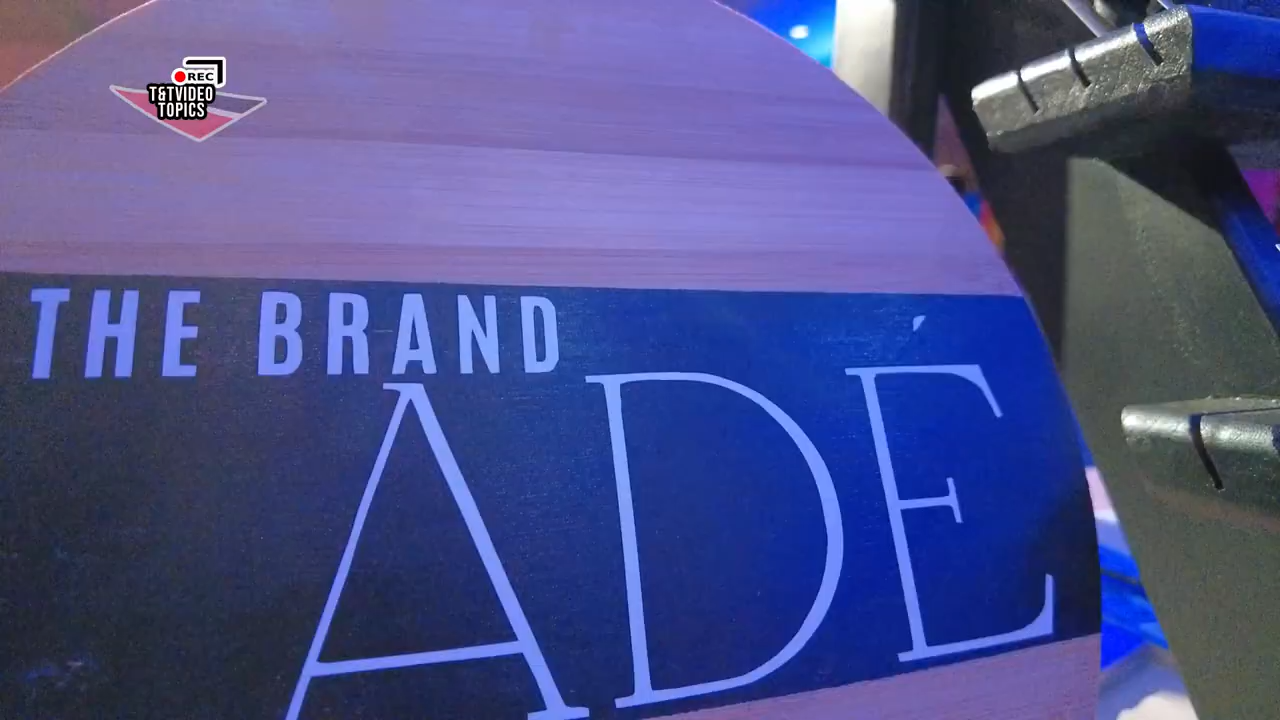 REC
T&TVIDEO
TOPICS
THE BRAND
ADÉ